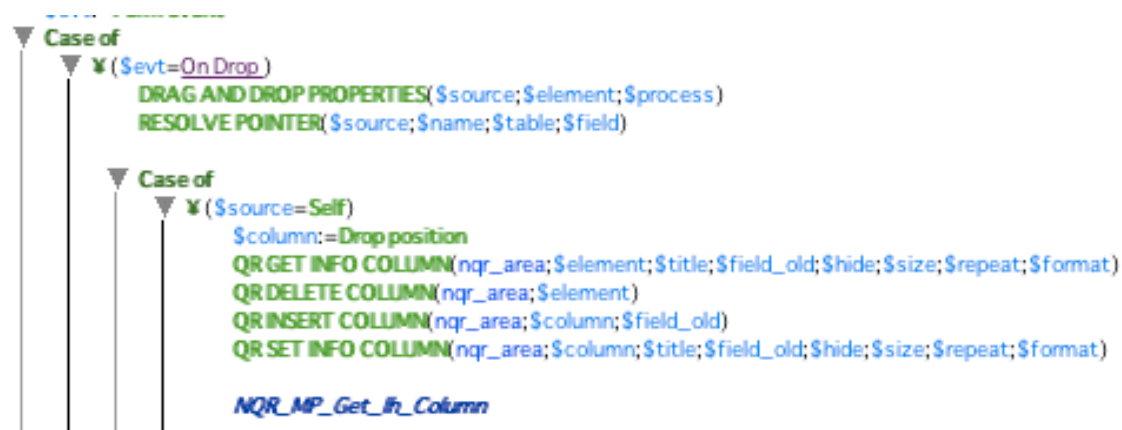 Case of
¥ ($evt=On Drop )
DRAG AND DROP PROPERTIES($source;$element;$process)
RESOLVE POINTER($source;$name;$table;$field)
Case of
¥ ($source=Self)
$column:=Drop position
QR GET INFO COLUMN(nqr_area;$element;$title;$field_old;$hide;$size;$repeat;$format)
QR DELETE COLUMN(nqr_area;$element)
QR INSERT COLUMN(nqr_area;$column;$field_old)
QR SET INFO COLUMN(nqr_area;$column;$title;$field_old;$hide;$size;$repeat;$format)
NQR_MP_Get_lh_Column